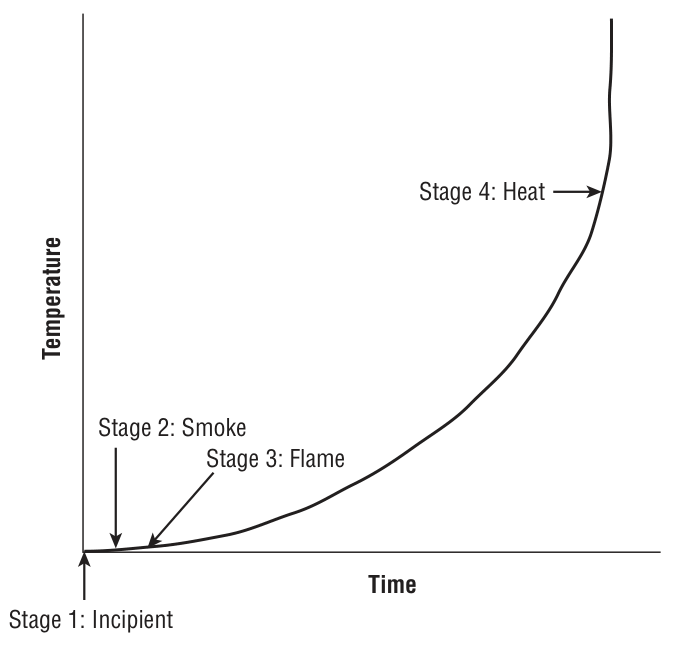 Stage 4: Heat
Temperature
Stage 2: Smoke
Stage 3: Flame
Time
Stage 1: Incipient